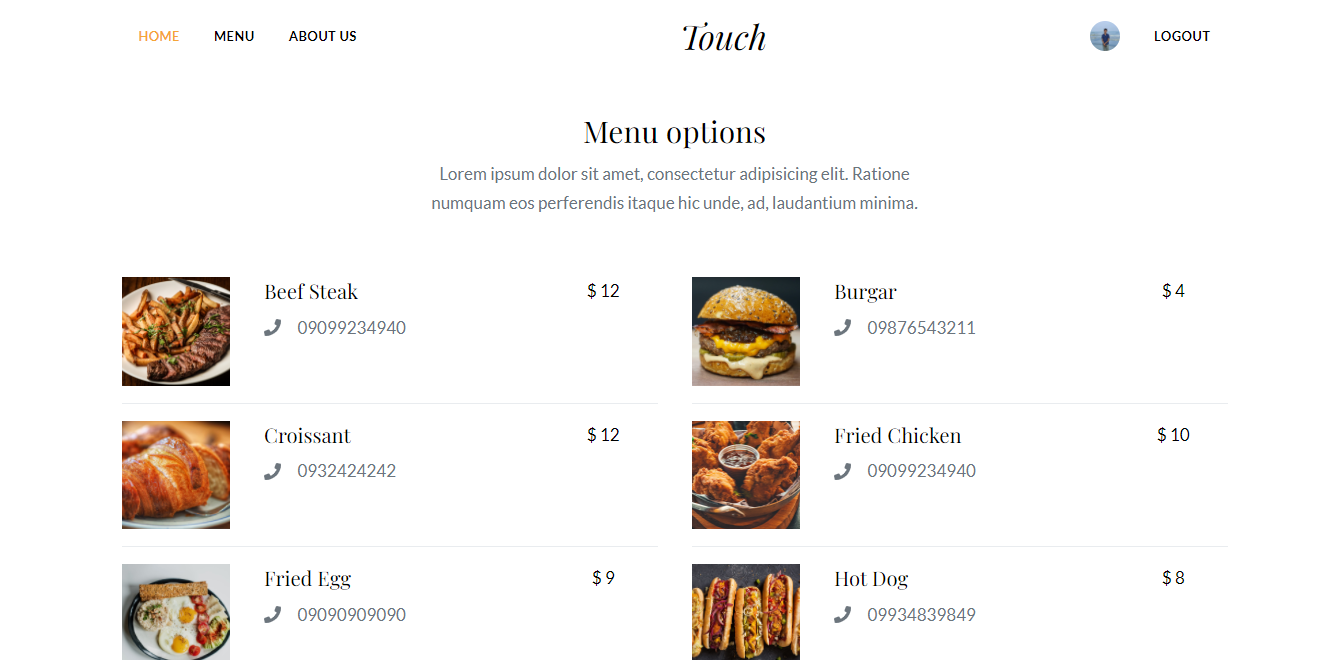 HOME MENU ABOUT US Touch LOGOUT
Menu options
Lorem ipsum dolor sit amet, consectetur adipisicing elit. Ratione
numquam eos perferendis itaque hic unde, ad, laudantium minima.
Beef Steak $ 12
09099234940
Burgar $ 4
09876543211
Croissant $ 12
0932424242
Fried Chicken $ 10
09099234940
Fried Egg $ 9
09090909090
Hot Dog $ 8
09934839849